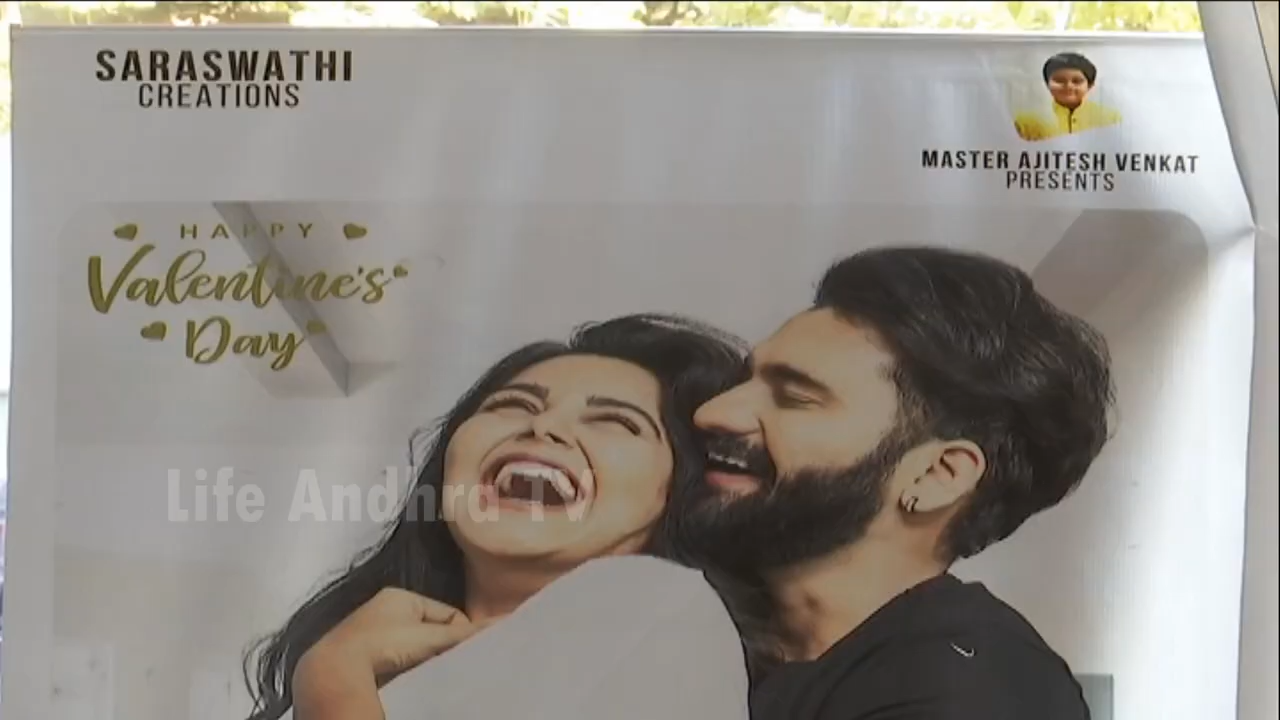 SARASWATHI
CREATIONS
MASTER AJITESH VENKAT
PRESENTS
HAPPY
Valentine's
Day
Life Andhra TV